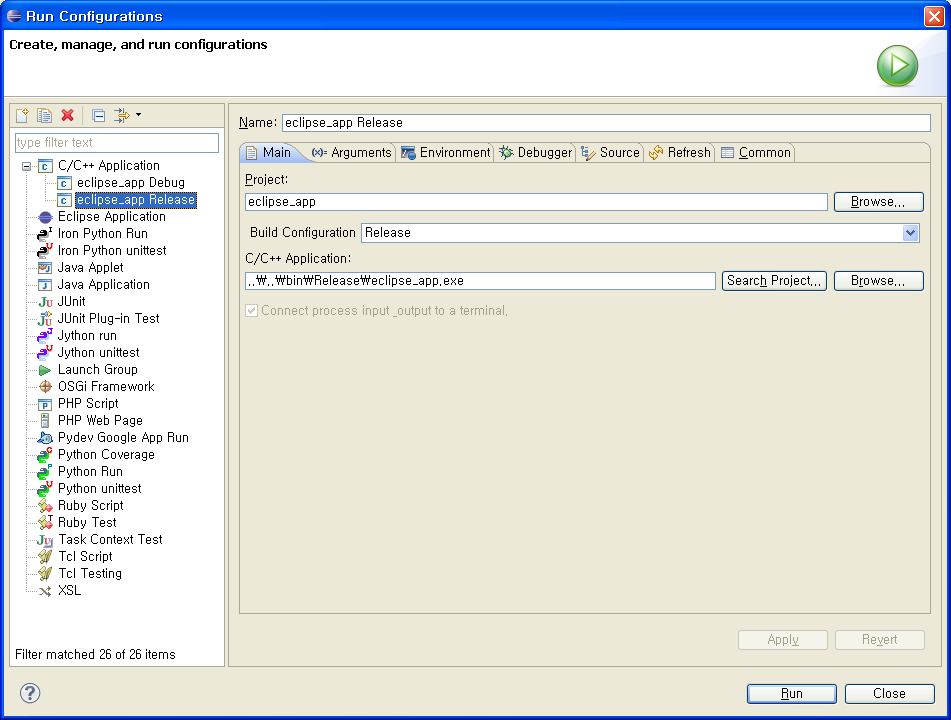 Run Configurations
Create, manage, and run configurations
type filter text
C/C++ Application
eclipse_app Debug
eclipse_app Release
Eclipse Application
Iron Python Run
Iron Python unittest
Java Applet
Java Application
JUnit
JUnit Plug-in Test
Jython run
Jython unittest
Launch Group
OSGi Framework
PHP Script
PHP Web Page
Pydev Google App Run
Python Coverage
Python Run
Python unittest
Ruby Script
Ruby Test
Task Context Test
Tcl Script
Tcl Testing
XSL
Filter matched 26 of 26 items
Name: eclipse_app Release
Main (x)= Arguments Environment Debugger Source Refresh Common
Project:
eclipse_app Browse...
Build Configuration Release
C/C++ Application:
..₩..₩bin₩Release₩eclipse_app.exe Search Project... Browse...
Connect process input _output to a terminal.
Apply Revert
? Run Close